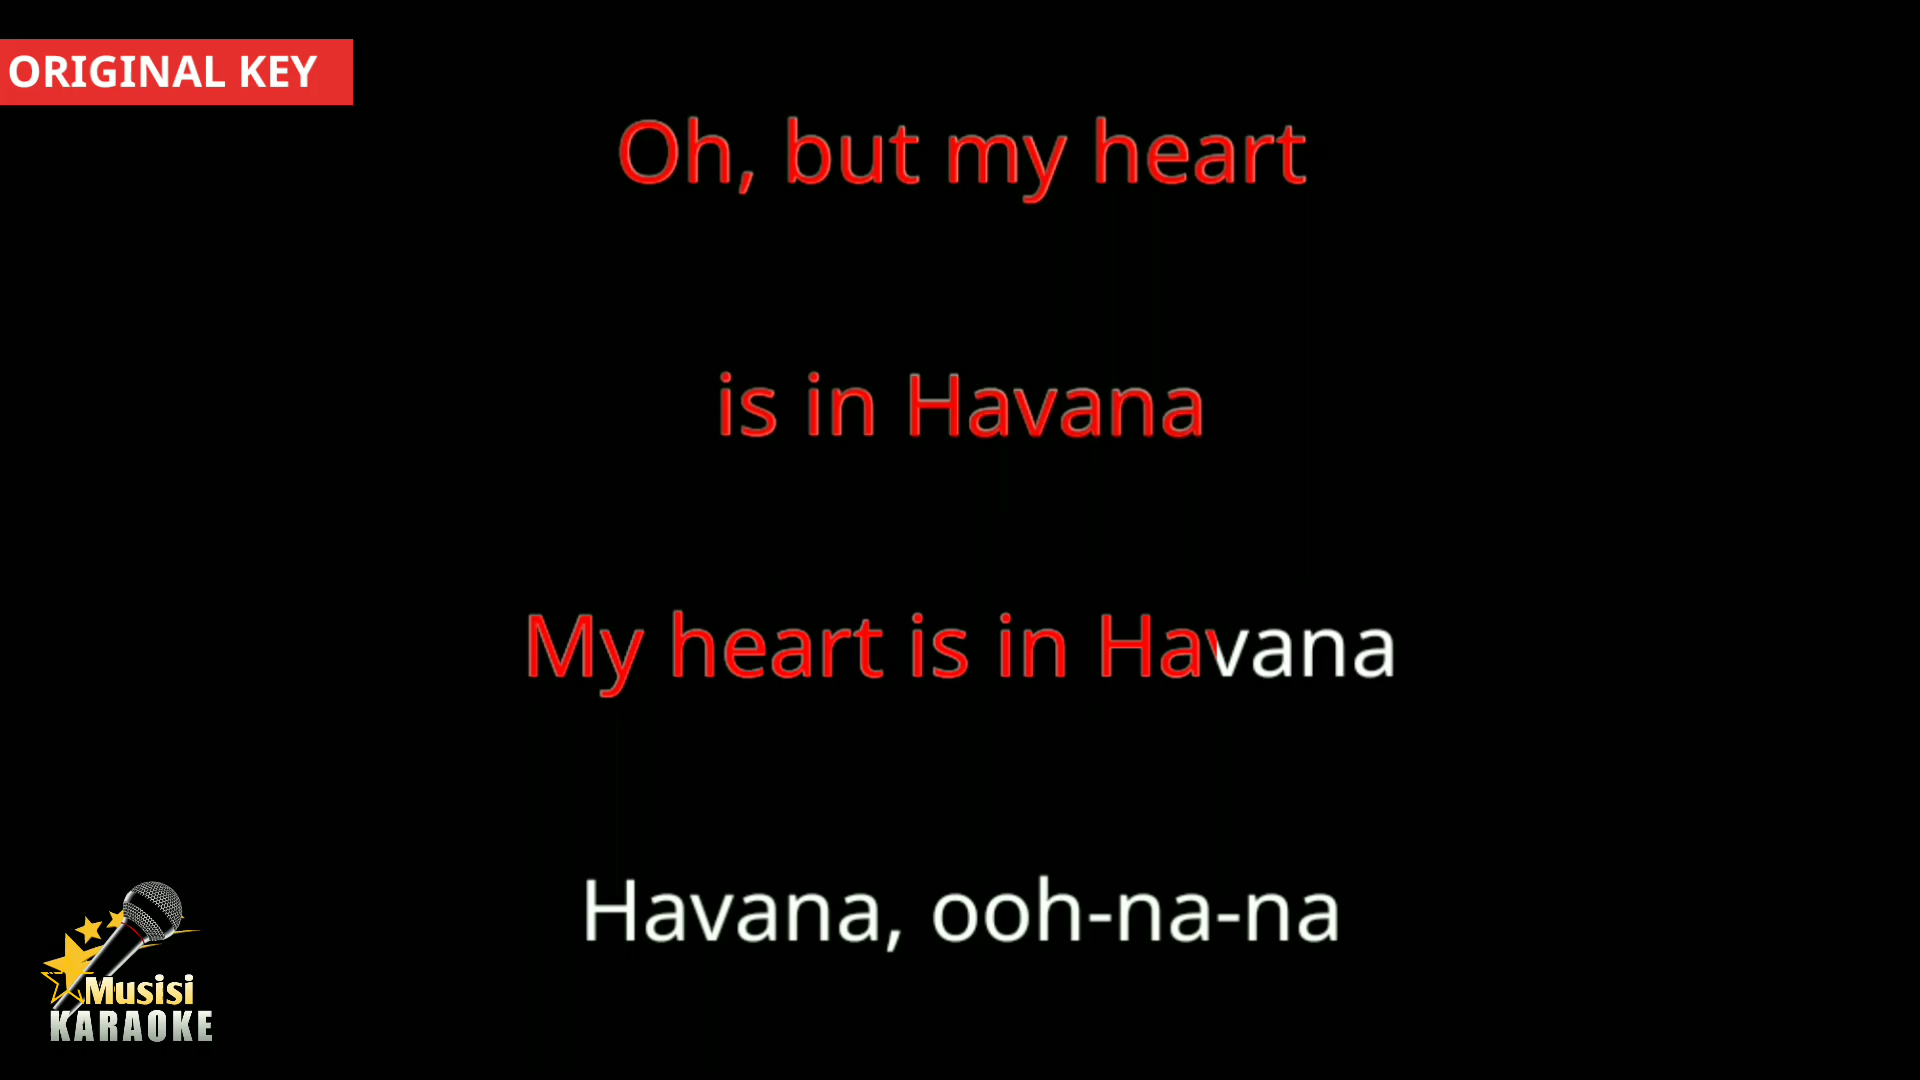 ORIGINAL KEY
Oh, but my heart
is in Havana
My heart is in Havana
Havana, ooh-na-na
Musisi
KARAOKE